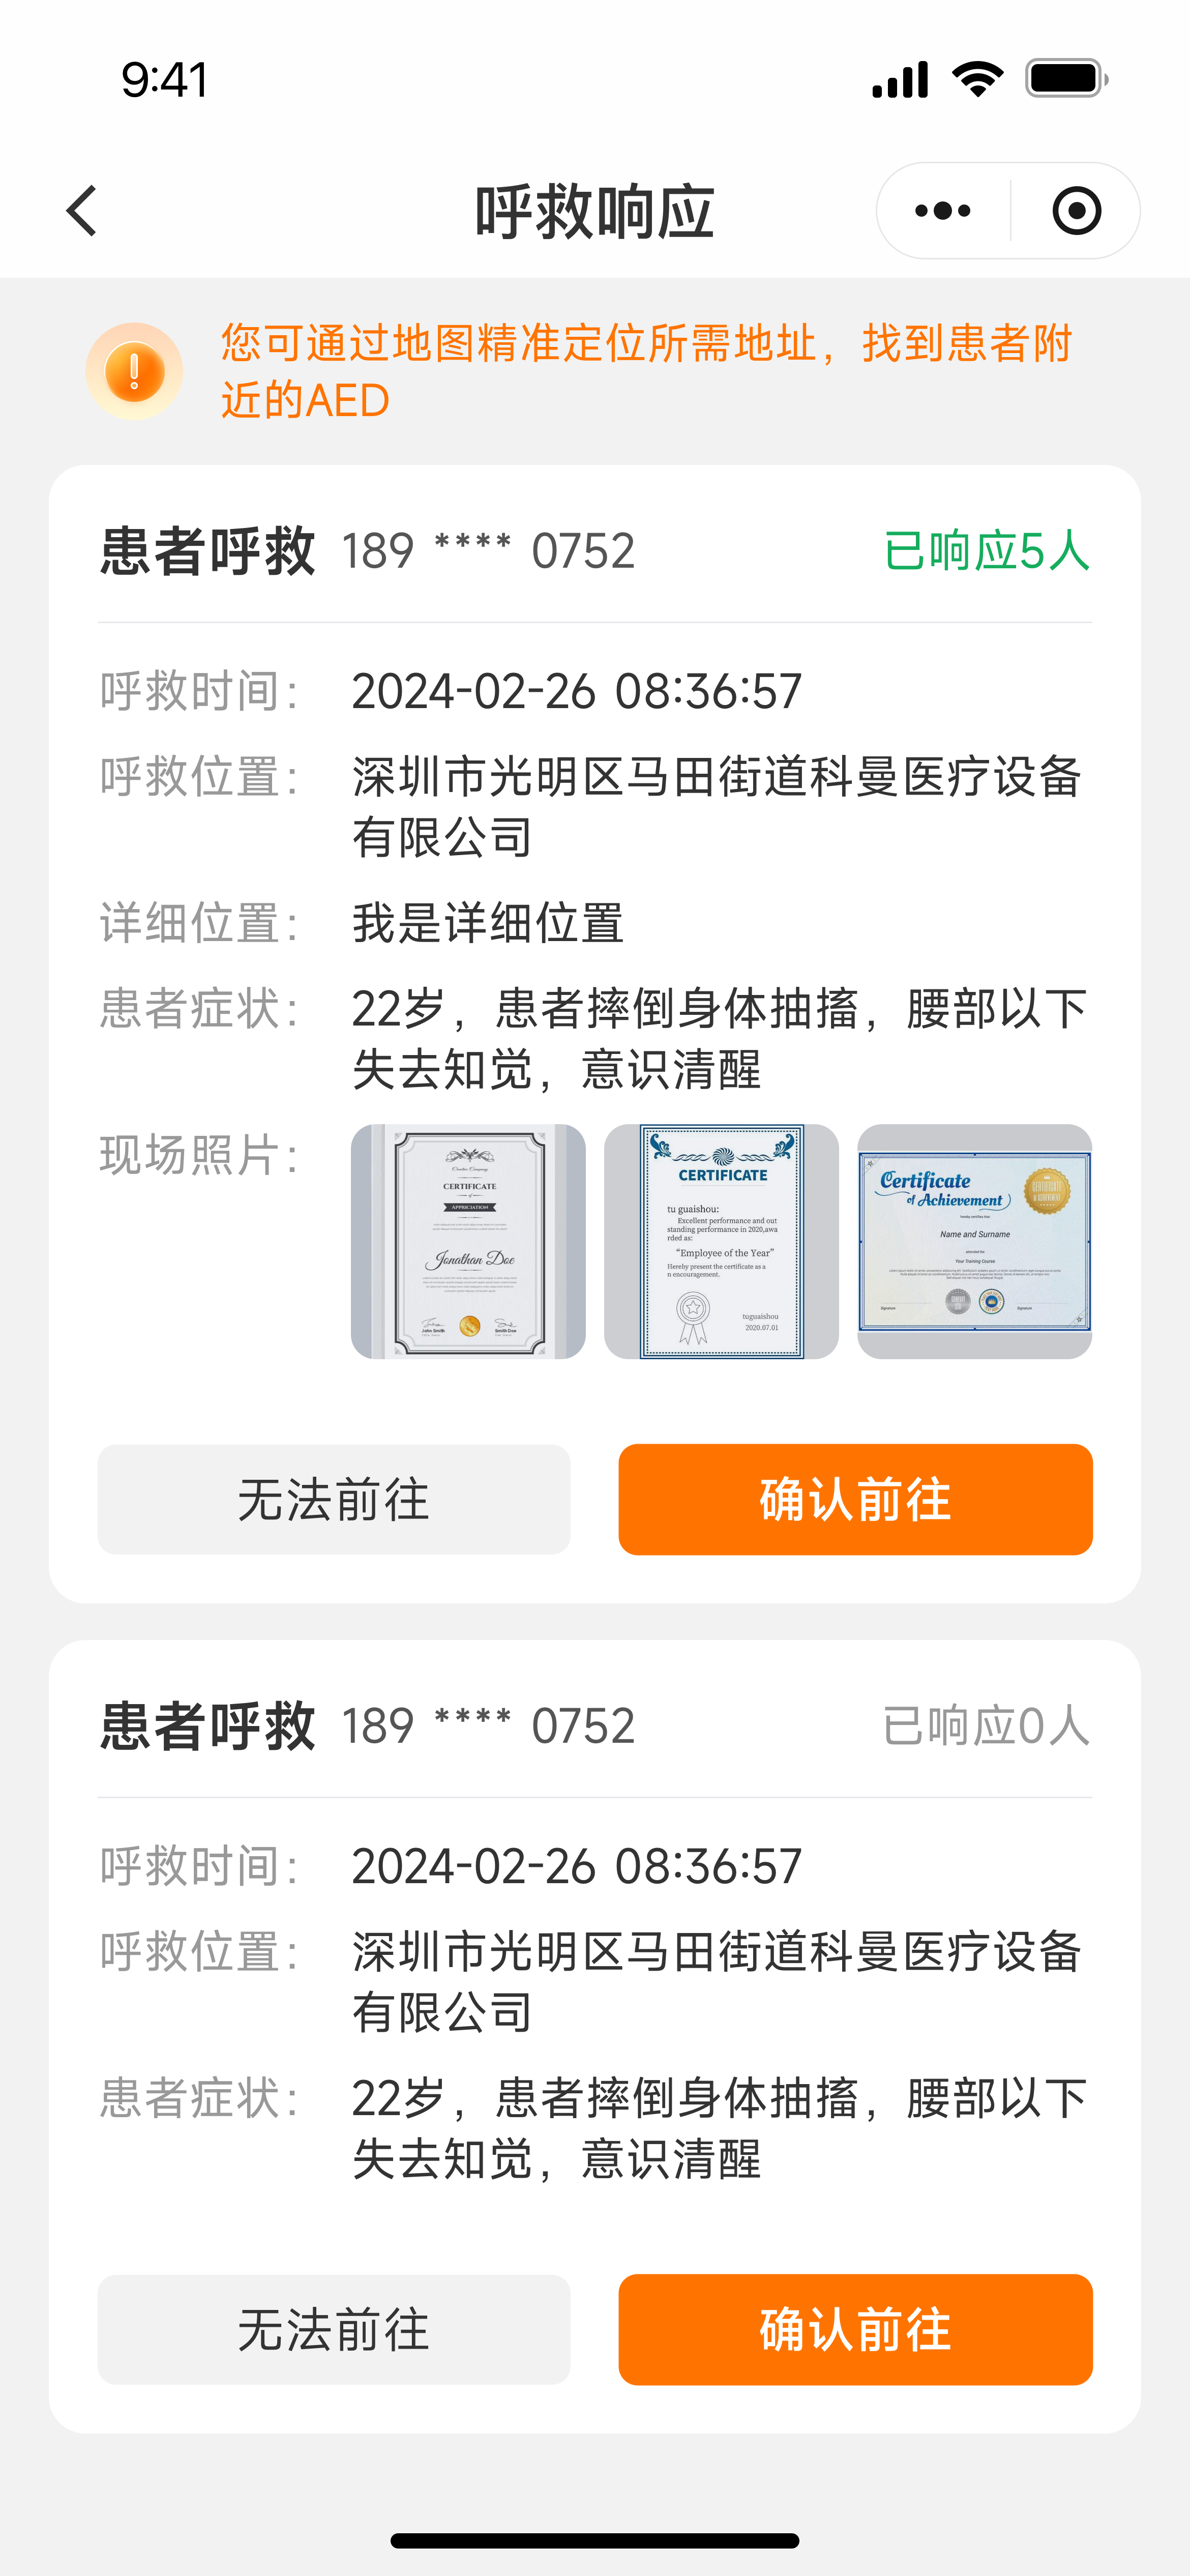 9:41
呼救响应
您可通过地图精准定位所需地址，找到患者附
近的AED
患者呼救 189 **** 0752 已响应5人
呼救时间： 2024-02-26 08:36:57
呼救位置： 深圳市光明区马田街道科曼医疗设备
有限公司
详细位置： 我是详细位置
患者症状： 22岁，患者摔倒身体抽搐，腰部以下
失去知觉，意识清醒
现场照片：
CERTIFICATE
APPRECIATION
Jonathan Doe
John Smith
Smith Doe
CERTIFICATE
tu guaishou:
Excellent performance and out
standing performance in 2020,awa
rded as:
“Employee of the Year”
Hereby present the certificate as a
n encouragement.
tuguaishou
2020.07.01
Certificate
of Achievement
Name and Surname
Your Training Course
无法前往 确认前往
患者呼救 189 **** 0752 已响应0人
呼救时间： 2024-02-26 08:36:57
呼救位置： 深圳市光明区马田街道科曼医疗设备
有限公司
患者症状： 22岁，患者摔倒身体抽搐，腰部以下
失去知觉，意识清醒
无法前往 确认前往